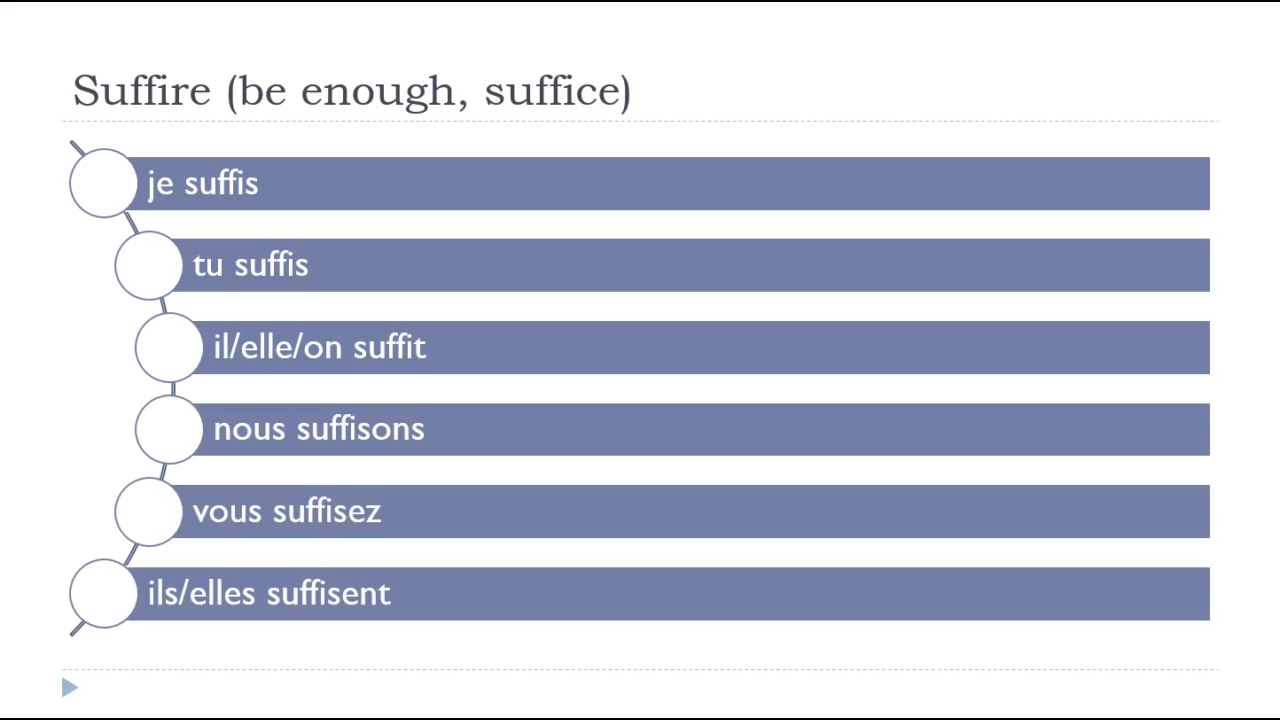 Suffire (be enough, suffice)
je suffis
tu suffis
il/elle/on suffit
nous suffisons
vous suffisez
ils/elles suffisent